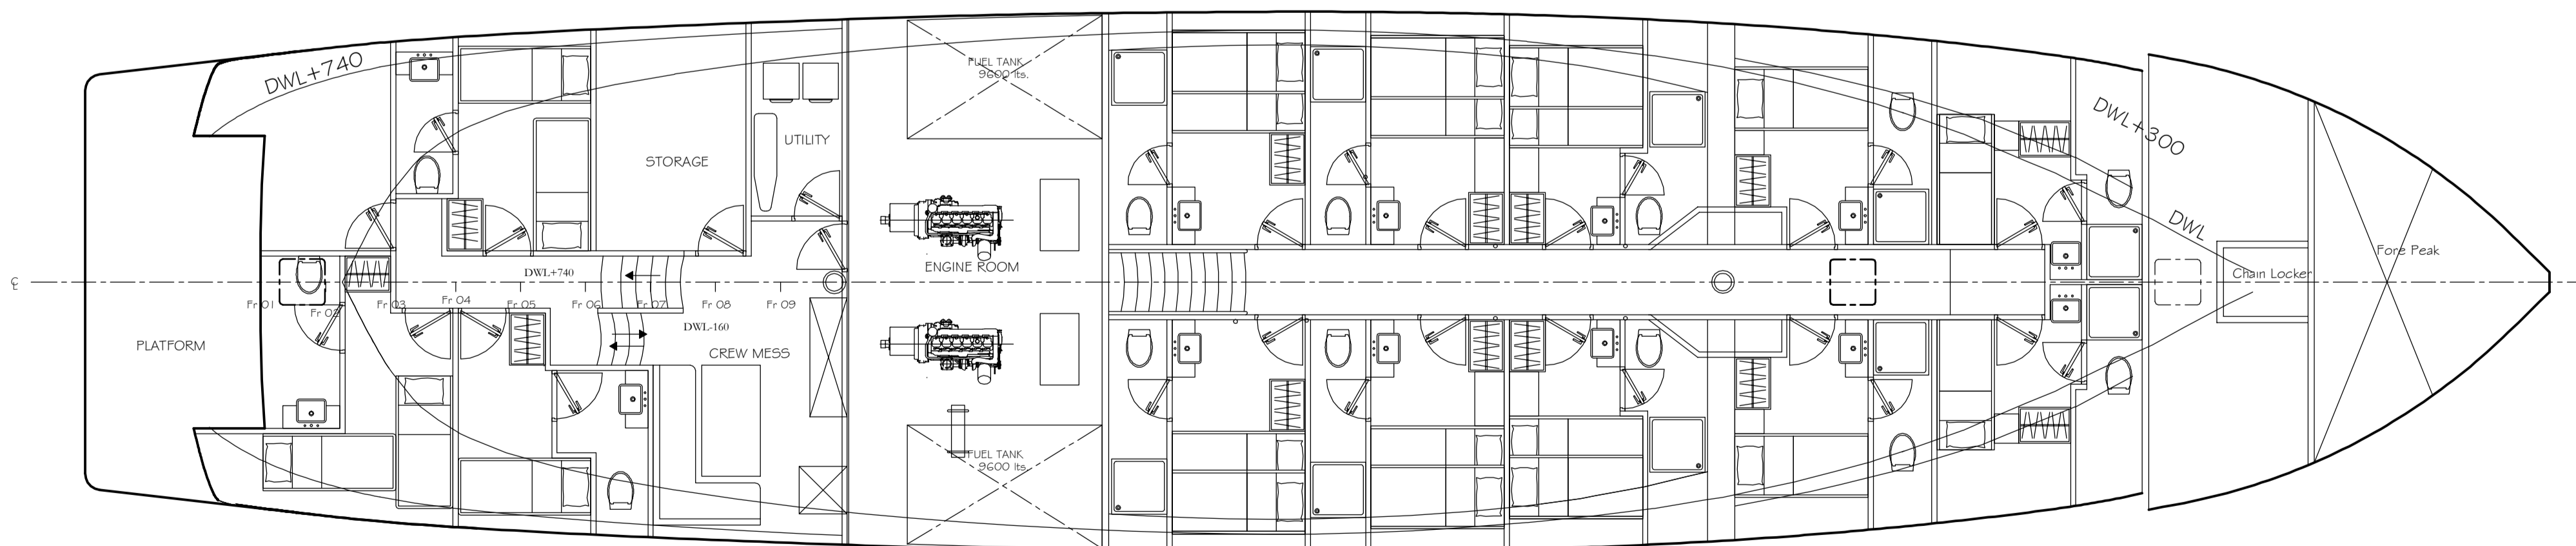 DWL+740
FUEL TANK
9600 lts.
DWL+300
UTILITY
STORAGE
DWL
ENGINE ROOM
Fore Peak
DWL+740
Chain Locker
℄
Fr 01
Fr 02
Fr 03
Fr 04
Fr 05
Fr 06
Fr 07
Fr 08
Fr 09
DWL-160
PLATFORM
CREW MESS
FUEL TANK
9600 lts.